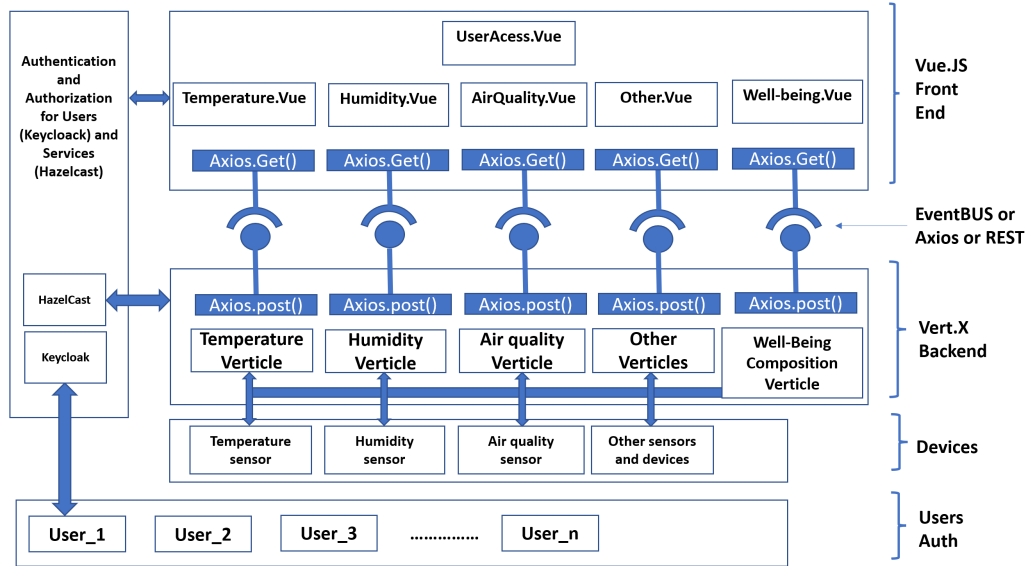 Authentication
and
Authorization
for Users
(Keycloack) and
Services
(Hazelcast)
HazelCast
Keycloak
UserAcess.Vue
Temperature.Vue
Humidity.Vue
AirQuality.Vue
Other.Vue
Well-being.Vue
Axios.Get()
Axios.Get()
Axios.Get()
Axios.Get()
Axios.Get()
Vue.JS
Front
End
EventBUS or
Axios or REST
Axios.post()
Axios.post()
Axios.post()
Axios.post()
Axios.post()
Temperature
Verticle
Humidity
Verticle
Air quality
Verticle
Other
Verticles
Well-Being
Composition
Verticle
Vert.X
Backend
Temperature
sensor
Humidity
sensor
Air quality
sensor
Other sensors
and devices
Devices
User_1
User_2
User_3
……………
User_n
Users
Auth